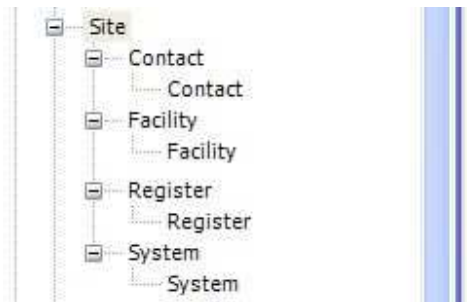 Site
Contact
Contact
Facility
Facility
Register
Register
System
System